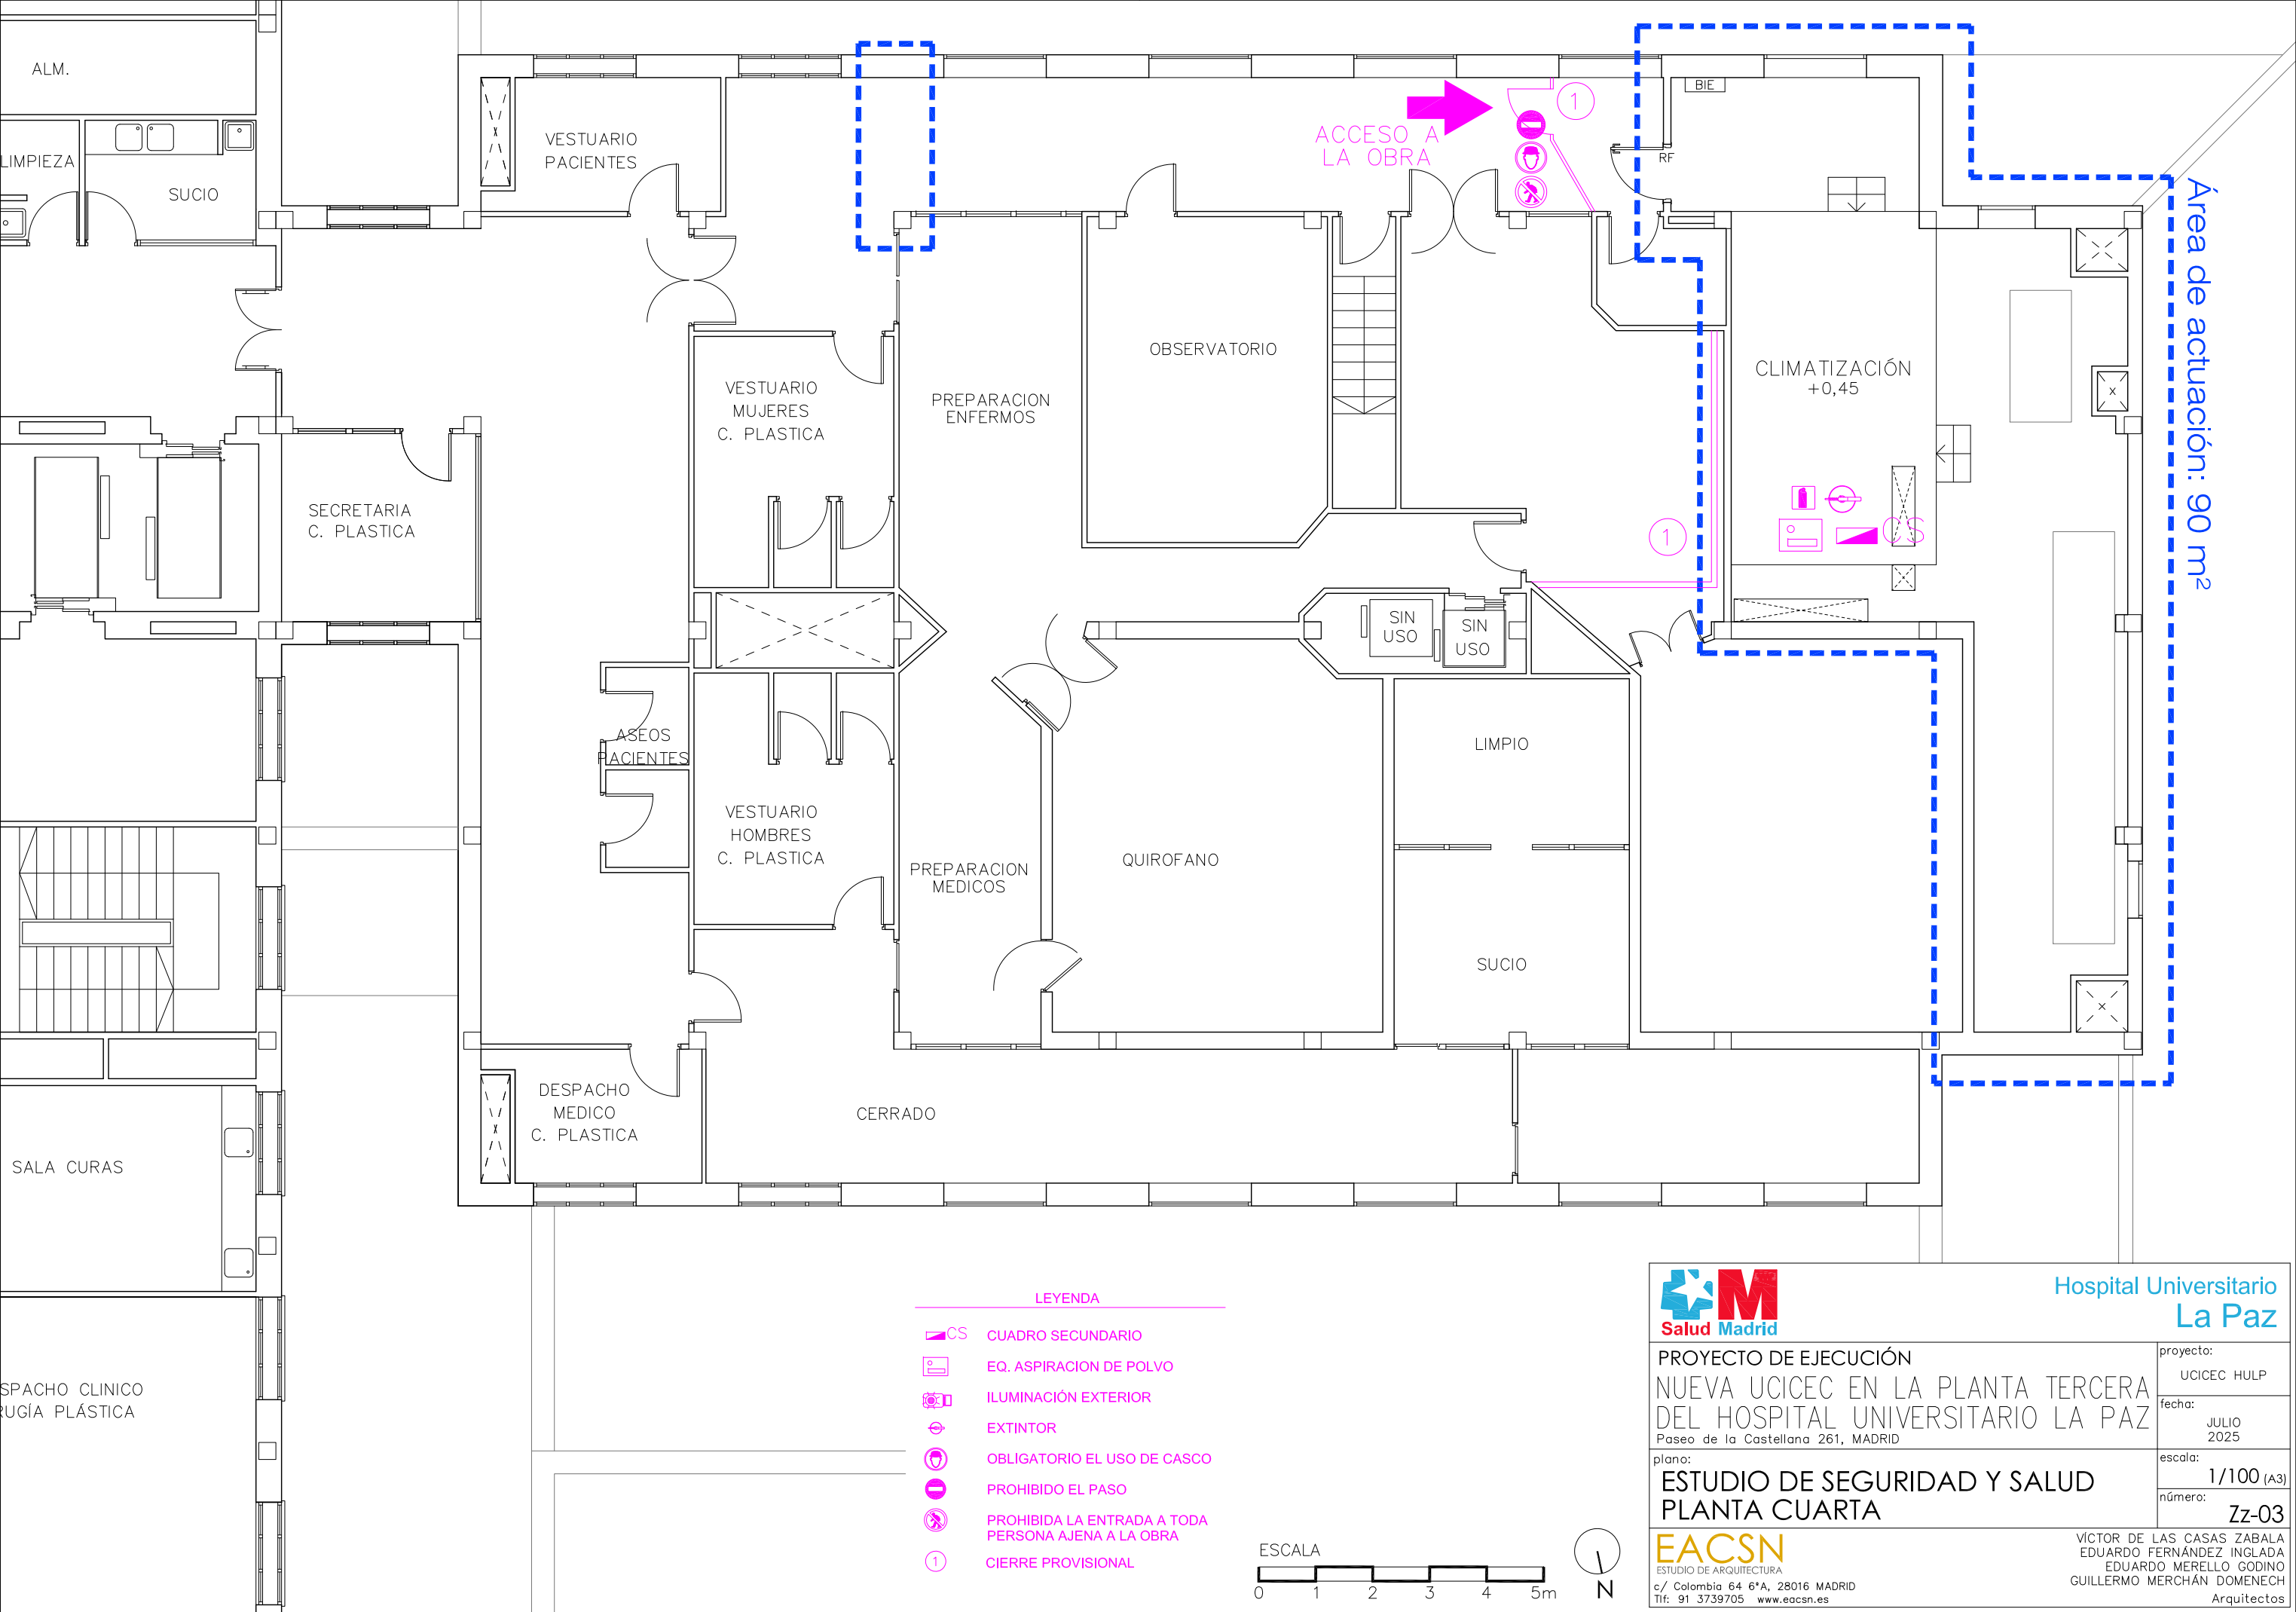 ALM.
LIMPIEZA
SUCIO
VESTUARIO
PACIENTES
ACCESO A
LA OBRA
1
BIE
RF
Área de actuación: 90 m²
OBSERVATORIO
CLIMATIZACIÓN
+0,45
VESTUARIO
MUJERES
C. PLASTICA
PREPARACION
ENFERMOS
SECRETARIA
C. PLASTICA
1
CS
SIN
USO
SIN
USO
ASEOS
PACIENTES
LIMPIO
VESTUARIO
HOMBRES
C. PLASTICA
PREPARACION
MEDICOS
QUIROFANO
SUCIO
DESPACHO
MEDICO
C. PLASTICA
CERRADO
SALA CURAS
SPACHO CLINICO
RUGÍA PLÁSTICA
LEYENDA
CS CUADRO SECUNDARIO
EQ. ASPIRACION DE POLVO
ILUMINACIÓN EXTERIOR
EXTINTOR
OBLIGATORIO EL USO DE CASCO
PROHIBIDO EL PASO
PROHIBIDA LA ENTRADA A TODA
PERSONA AJENA A LA OBRA
1 CIERRE PROVISIONAL
ESCALA
0 1 2 3 4 5m
N
M
Salud Madrid
Hospital Universitario
La Paz
PROYECTO DE EJECUCIÓN
NUEVA UCICEC EN LA PLANTA TERCERA
DEL HOSPITAL UNIVERSITARIO LA PAZ
Paseo de la Castellana 261, MADRID
proyecto:
UCICEC HULP
fecha:
JULIO
2025
plano:
ESTUDIO DE SEGURIDAD Y SALUD
PLANTA CUARTA
escala:
1/100 (A3)
número:
Zz-03
EACSN
ESTUDIO DE ARQUITECTURA
c/ Colombia 64 6ºA, 28016 MADRID
Tlf: 91 3739705 www.eacsn.es
VÍCTOR DE LAS CASAS ZABALA
EDUARDO FERNÁNDEZ INGLADA
EDUARDO MERELLO GODINO
GUILLERMO MERCHÁN DOMENECH
Arquitectos